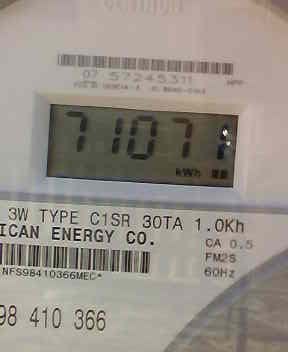 07 57245311
71071
kWh
3W TYPE C1SR 30TA 1.0Kh
ICAN ENERGY CO.
CA 0.5
FM2S
60Hz
NFS98410366MEC*
98 410 366